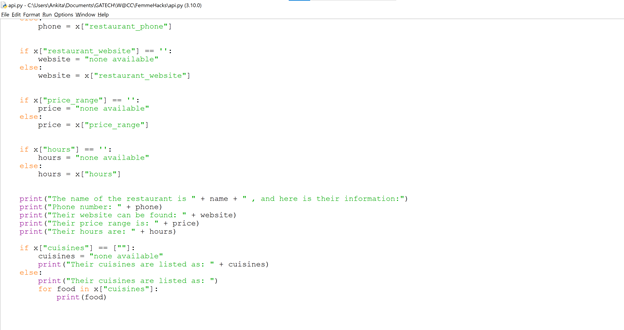 api.py - C:\Users\Ankita\Documents\GATECH\W@CC\FemmeHacks\api.py (3.10.0)
File Edit Format Run Options Window Help
else:
phone = x["restaurant_phone"]
if x["restaurant_website"] == '':
website = "none available"
else:
website = x["restaurant_website"]
if x["price_range"] == '':
price = "none available"
else:
price = x["price_range"]
if x["hours"] == '':
hours = "none available"
else:
hours = x["hours"]
print("The name of the restaurant is " + name + " , and here is their information:")
print("Phone number: " + phone)
print("Their website can be found: " + website)
print("Their price range is: " + price)
print("Their hours are: " + hours)
if x["cuisines"] == [""]:
cuisines = "none available"
print("Their cuisines are listed as: " + cuisines)
else:
print("Their cuisines are listed as: ")
for food in x["cuisines"]:
print(food)